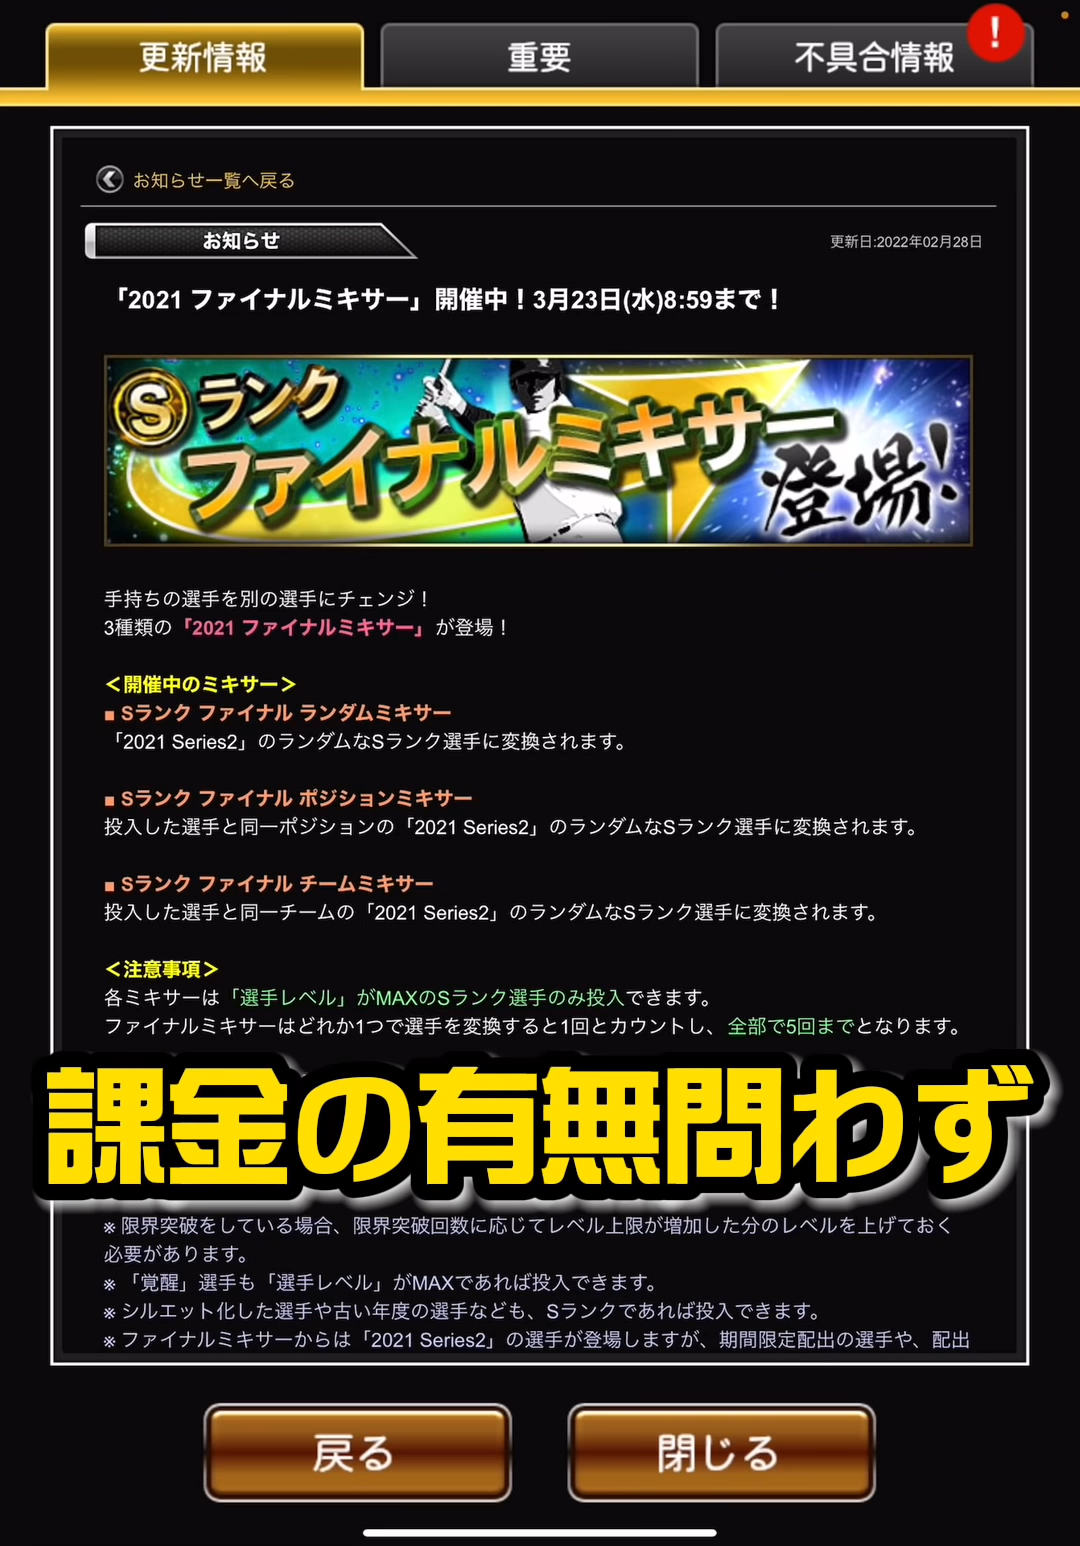 更新情報
重要
不具合情報
!
お知らせ一覧へ戻る
お知らせ
更新日:2022年02月28日
「2021 ファイナルミキサー」開催中！3月23日(水)8:59まで！
Sランク
ファイナルミキサー
登場!
手持ちの選手を別の選手にチェンジ！
3種類の「2021 ファイナルミキサー」が登場！
＜開催中のミキサー＞
■ Sランク ファイナル ランダムミキサー
「2021 Series2」のランダムなSランク選手に変換されます。
■ Sランク ファイナル ポジションミキサー
投入した選手と同一ポジションの「2021 Series2」のランダムなSランク選手に変換されます。
■ Sランク ファイナル チームミキサー
投入した選手と同一チームの「2021 Series2」のランダムなSランク選手に変換されます。
＜注意事項＞
各ミキサーは「選手レベル」がMAXのSランク選手のみ投入できます。
ファイナルミキサーはどれか1つで選手を変換すると1回とカウントし、全部で5回までとなります。
課金の有無問わず
※ 限界突破をしている場合、限界突破回数に応じてレベル上限が増加した分のレベルを上げておく
必要があります。
※ 「覚醒」選手も「選手レベル」がMAXであれば投入できます。
※ シルエット化した選手や古い年度の選手なども、Sランクであれば投入できます。
※ ファイナルミキサーからは「2021 Series2」の選手が登場しますが、期間限定配出の選手や、配出
戻る
閉じる